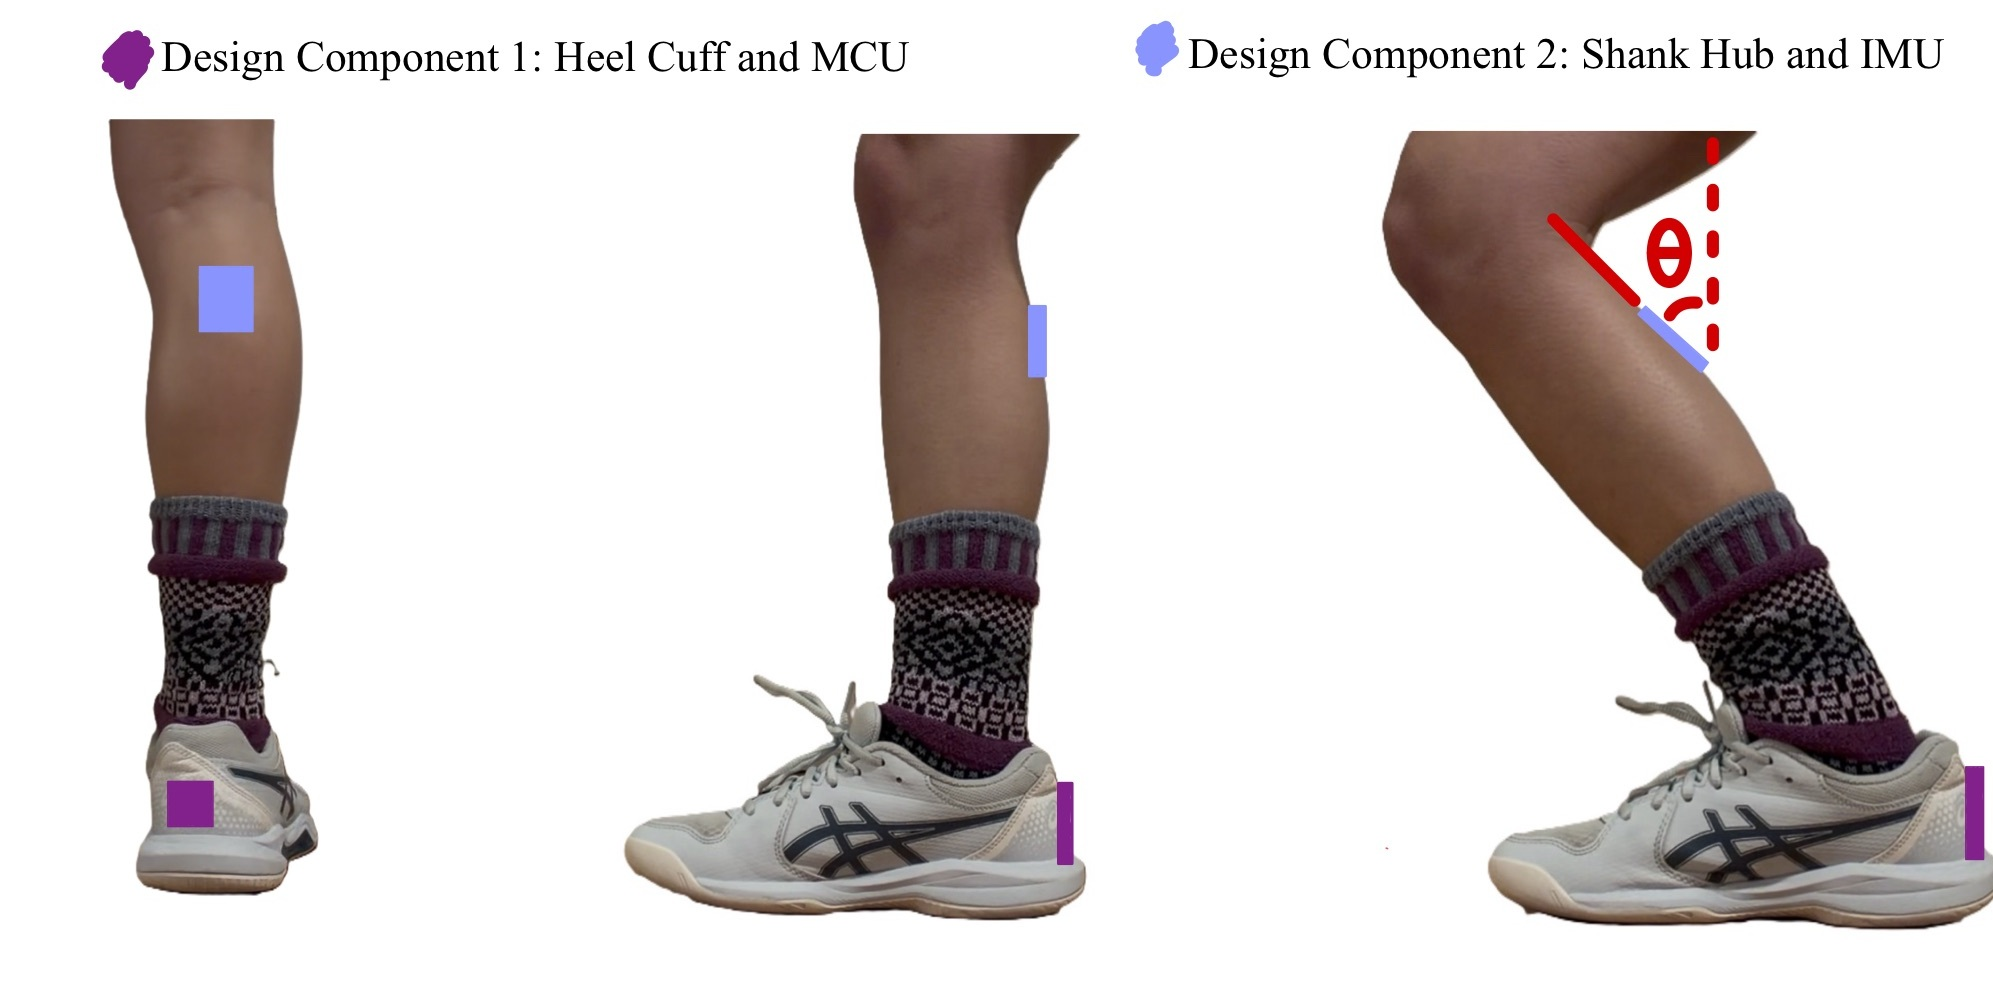 Design Component 1: Heel Cuff and MCU
Design Component 2: Shank Hub and IMU
θ